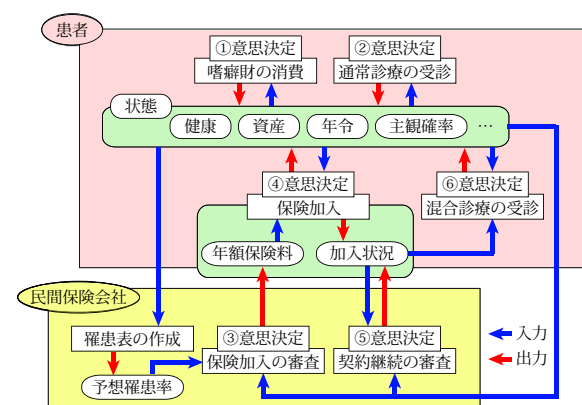 患者
①意思決定
嗜癖財の消費
②意思決定
通常診療の受診
状態
健康
資産
年令
主観確率
…
④意思決定
保険加入
⑥意思決定
混合診療の受診
年額保険料
加入状況
民間保険会社
罹患表の作成
予想罹患率
③意思決定
保険加入の審査
⑤意思決定
契約継続の審査
入力
出力